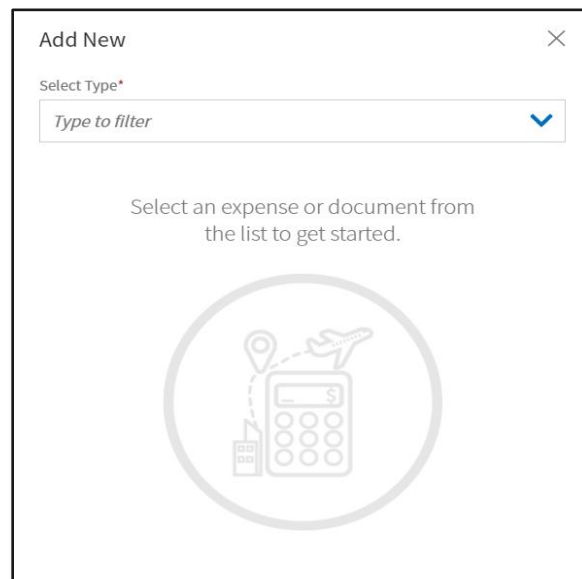 Add New
Select Type*
Type to filter
Select an expense or document from
the list to get started.
$